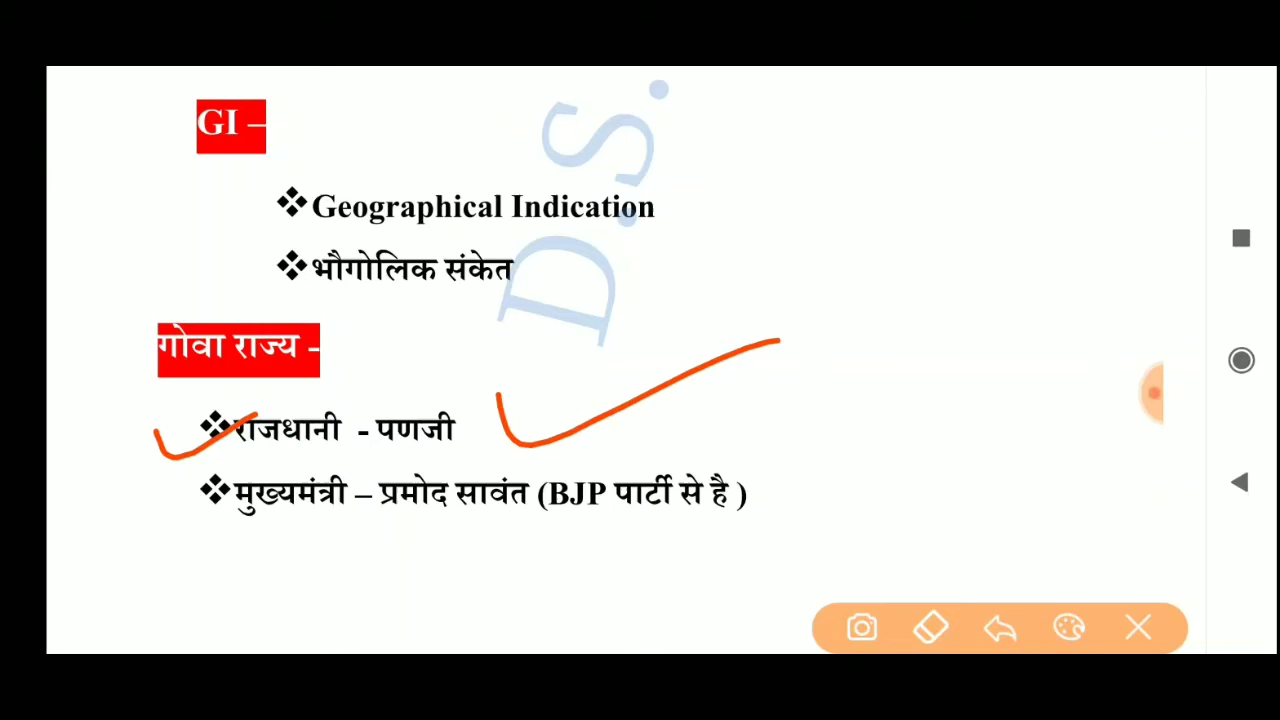 GI –
❖Geographical Indication
❖भौगोलिक संकेत
D.S.
गोवा राज्य -
❖राजधानी - पणजी
❖मुख्यमंत्री – प्रमोद सावंत (BJP पार्टी से है )